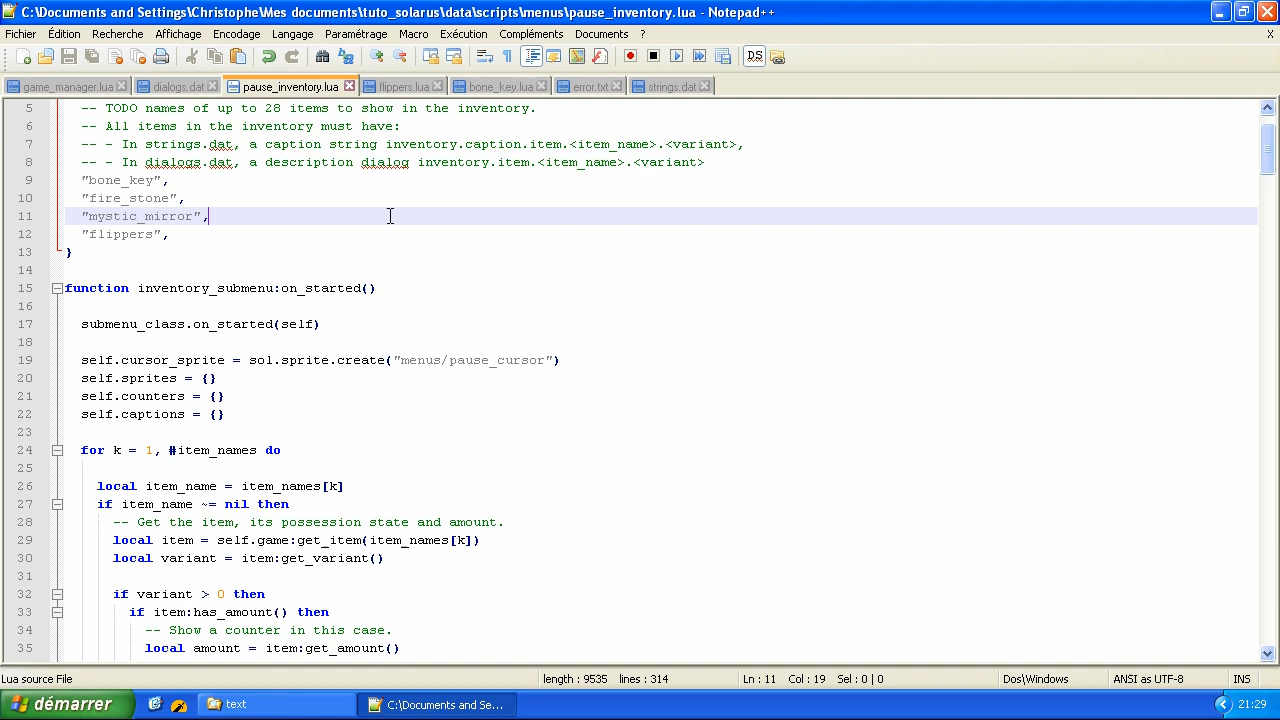 C:\Documents and Settings\Christophe\Mes documents\tuto_solarus\data\scripts\menus\pause_inventory.lua - Notepad++
Fichier Édition Recherche Affichage Encodage Langage Paramétrage Macro Exécution Compléments Documents ? X
game_manager.lua dialogs.dat pause_inventory.lua flippers.lua bone_key.lua error.txt strings.dat
5 -- TODO names of up to 28 items to show in the inventory.
6 -- All items in the inventory must have:
7 -- - In strings.dat, a caption string inventory.caption.item.<item_name>.<variant>,
8 -- - In dialogs.dat, a description dialog inventory.item.<item_name>.<variant>
9 "bone_key",
10 "fire_stone",
11 "mystic_mirror",
12 "flippers",
13 }
14
15 function inventory_submenu:on_started()
16
17 submenu_class.on_started(self)
18
19 self.cursor_sprite = sol.sprite.create("menus/pause_cursor")
20 self.sprites = {}
21 self.counters = {}
22 self.captions = {}
23
24 for k = 1, #item_names do
25
26 local item_name = item_names[k]
27 if item_name ~= nil then
28 -- Get the item, its possession state and amount.
29 local item = self.game:get_item(item_names[k])
30 local variant = item:get_variant()
31
32 if variant > 0 then
33 if item:has_amount() then
34 -- Show a counter in this case.
35 local amount = item:get_amount()
Lua source File length : 9535 lines : 314 Ln : 11 Col : 19 Sel : 0 | 0 Dos\Windows ANSI as UTF-8 INS
démarrer text C:\Documents and Se... 21:29